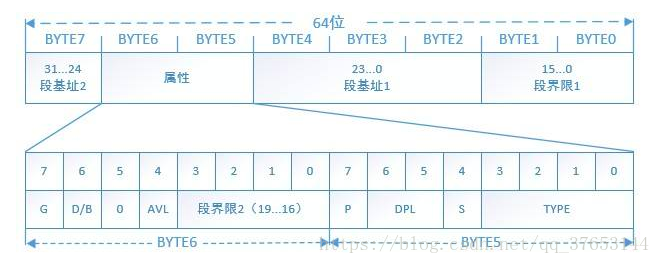 64位
BYTE7 BYTE6 BYTE5 BYTE4 BYTE3 BYTE2 BYTE1 BYTE0
31...24 属性 23...0 15...0
段基址2 段基址1 段界限1
7 6 5 4 3 2 1 0 7 6 5 4 3 2 1 0
G D/B 0 AVL 段界限2（19...16） P DPL S TYPE
BYTE6 BYTE5
https://blog.csdn.net/qq_37653144